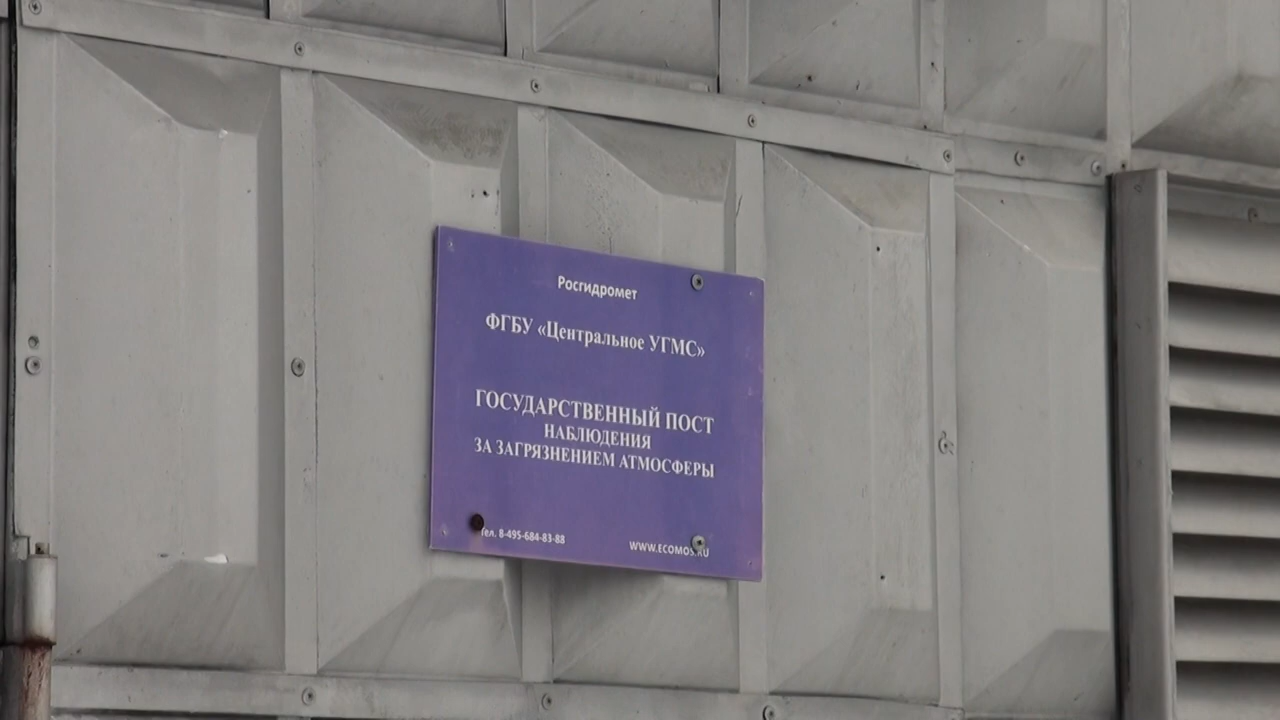 Росгидромет
ФГБУ «Центральное УГМС»
ГОСУДАРСТВЕННЫЙ ПОСТ
НАБЛЮДЕНИЯ
ЗА ЗАГРЯЗНЕНИЕМ АТМОСФЕРЫ
Тел. 8-495-684-83-88
WWW.ECOMOS.RU